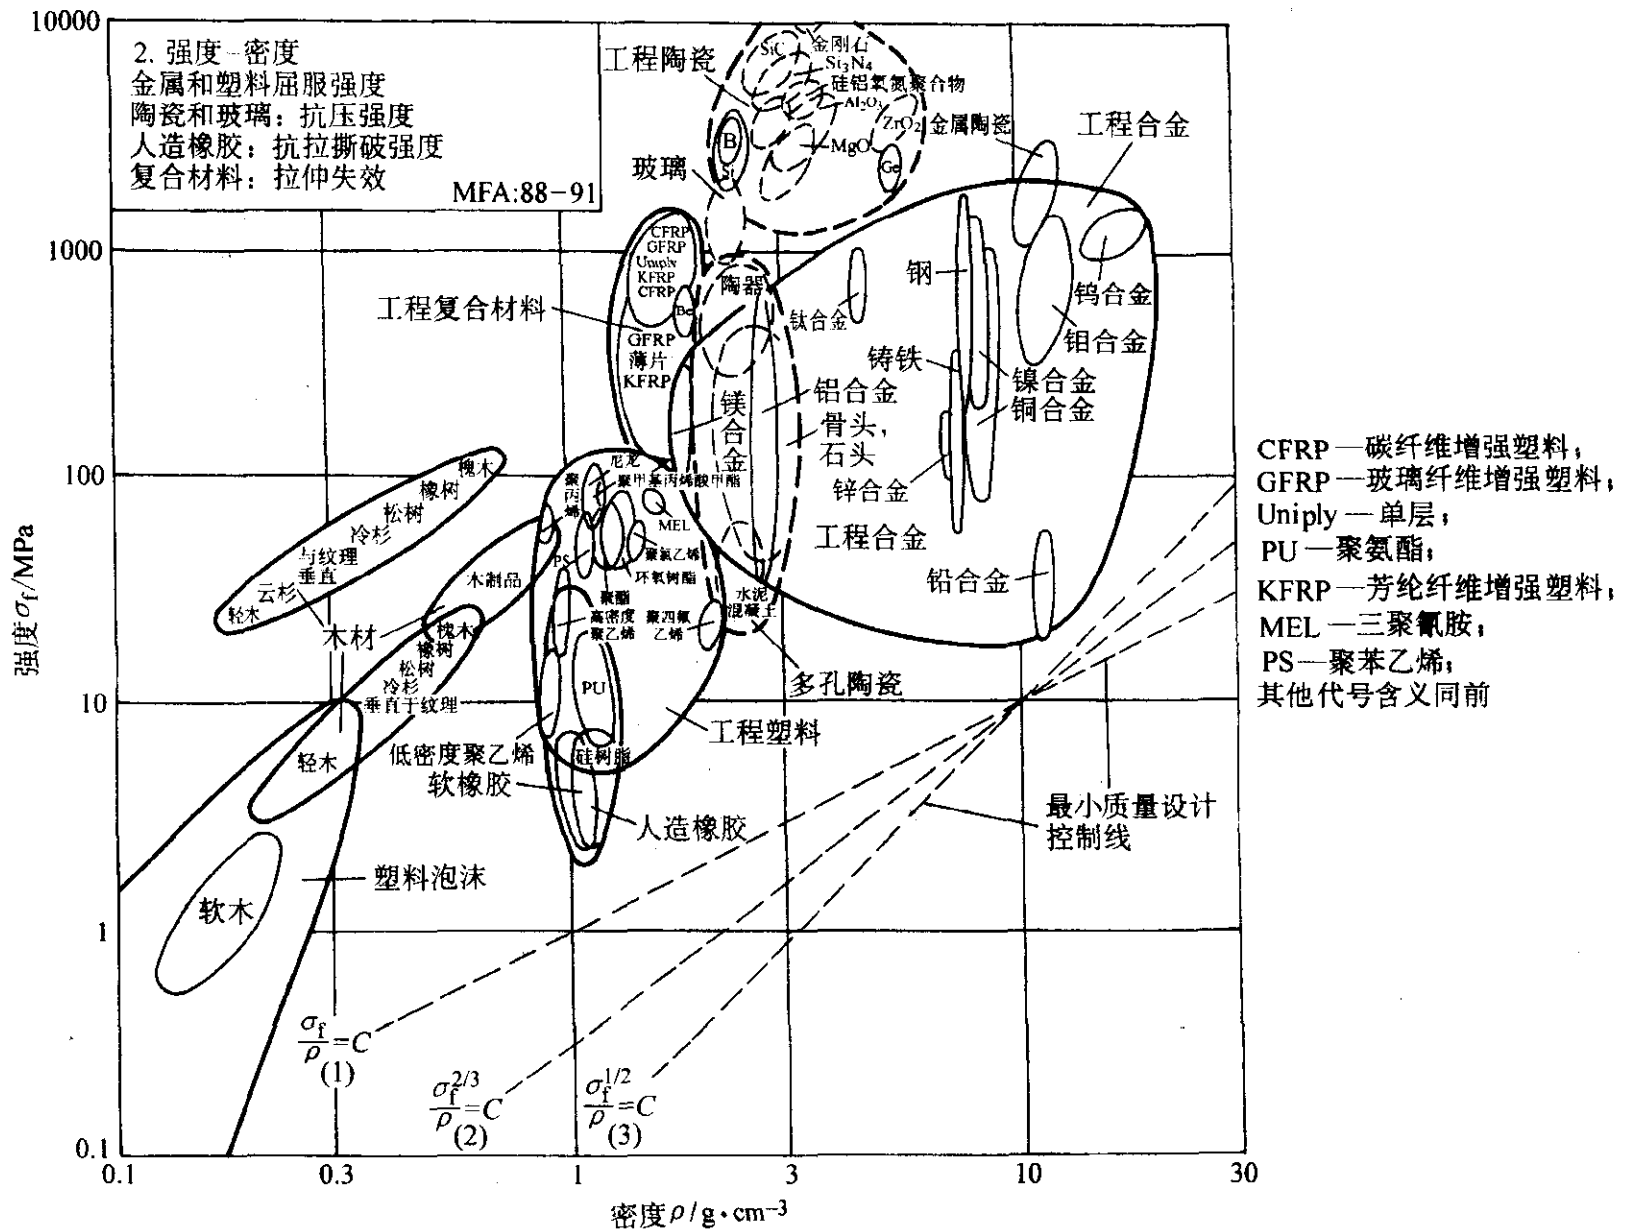 10000
1000
100
10
1
0.1
强度σf/MPa
2. 强度-密度
金属和塑料屈服强度
陶瓷和玻璃：抗压强度
人造橡胶：抗拉撕破强度
复合材料：拉伸失效
MFA:88-91
工程陶瓷
SiC
金刚石
Si3N4
硅铝氧氮聚合物
Al2O3
ZrO2
金属陶瓷
工程合金
B
Si
MgO
Ge
玻璃
CFRP
GFRP
Uniply
KFRP
CFRP
Be
工程复合材料
GFRP
薄片
KFRP
陶器
钛合金
钢
钨合金
钼合金
铸铁
镍合金
铜合金
镁
合
金
铝合金
骨头，
石头
锌合金
工程合金
铅合金
槐木
橡树
松树
冷杉
与纹理
垂直
云杉
轻木
木材
木制品
槐木
橡树
松树
冷杉
垂直于纹理
轻木
尼龙
聚
丙
烯
聚甲基丙烯酸甲酯
MEL
PS
聚氯乙烯
环氧树酯
聚酯
高密度
聚乙烯
聚四氟
乙烯
水泥
混凝土
多孔陶瓷
PU
工程塑料
低密度聚乙烯
硅树脂
软橡胶
人造橡胶
塑料泡沫
软木
最小质量设计
控制线
σf/ρ=C
(1)
σf^2/3/ρ=C
(2)
σf^1/2/ρ=C
(3)
0.1
0.3
1
3
10
30
密度ρ/g·cm⁻³
CFRP—碳纤维增强塑料；
GFRP—玻璃纤维增强塑料；
Uniply—单层；
PU—聚氨酯；
KFRP—芳纶纤维增强塑料；
MEL—三聚氰胺；
PS—聚苯乙烯；
其他代号含义同前